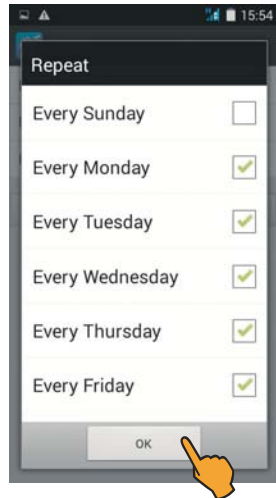 15:54
Repeat
Every Sunday
Every Monday
Every Tuesday
Every Wednesday
Every Thursday
Every Friday
OK